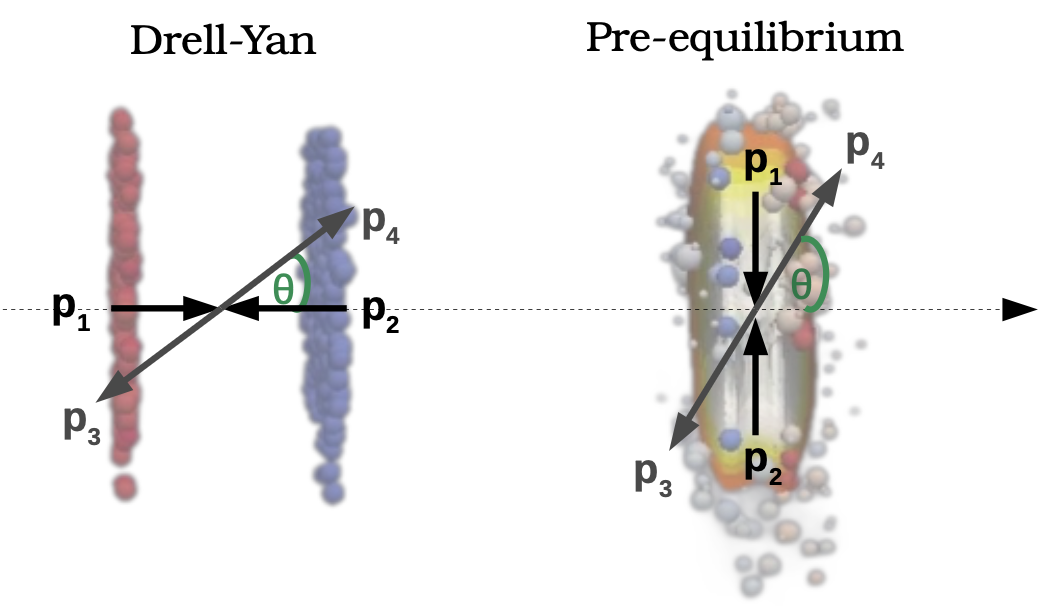 Drell-Yan
Pre-equilibrium
p1
p2
p3
p4
θ
p1
p2
p3
p4
θ